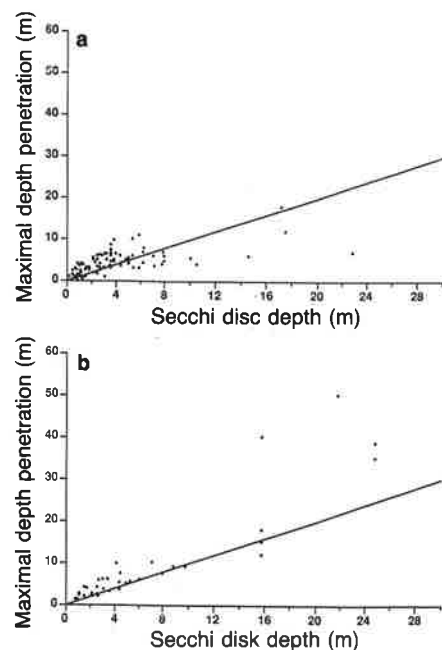 a
60
50
40
30
20
10
0
Maximal depth penetration (m)
0 4 8 12 16 20 24 28
Secchi disc depth (m)
b
60
50
40
30
20
10
0
Maximal depth penetration (m)
0 4 8 12 16 20 24 28
Secchi disk depth (m)